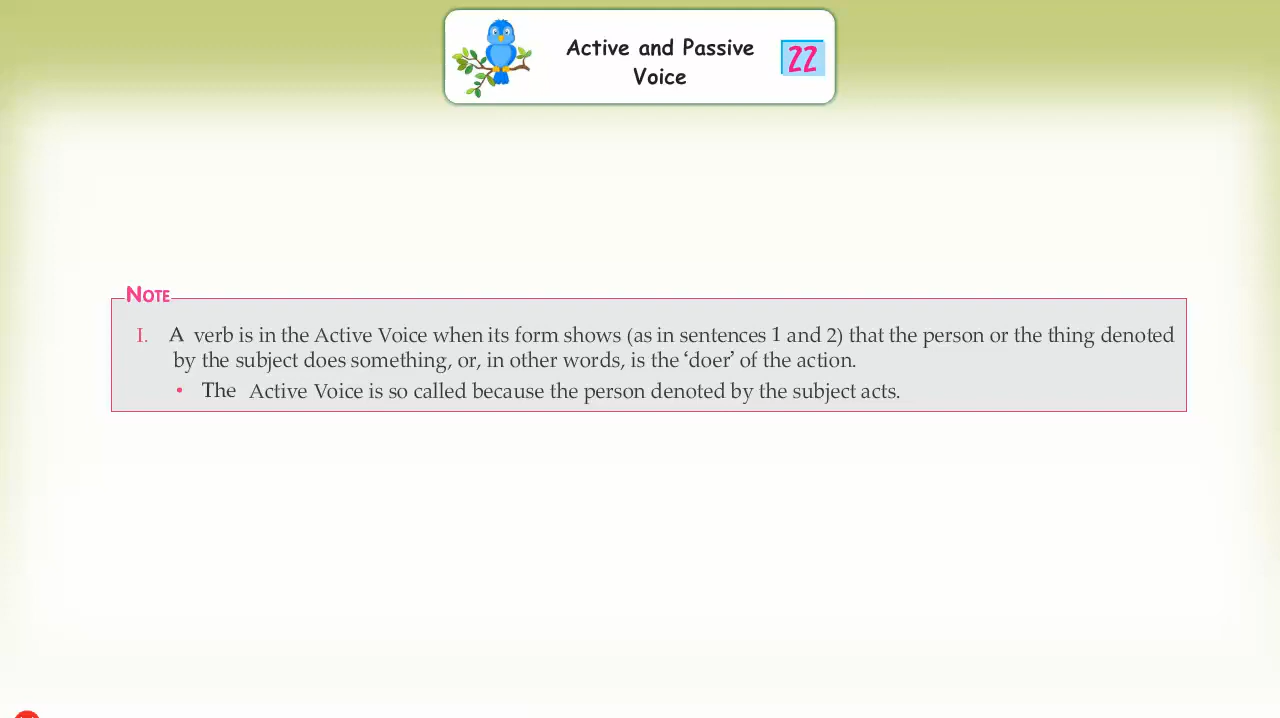 Active and Passive
Voice
22
NOTE
I. A verb is in the Active Voice when its form shows (as in sentences 1 and 2) that the person or the thing denoted
by the subject does something, or, in other words, is the ‘doer’ of the action.
• The Active Voice is so called because the person denoted by the subject acts.